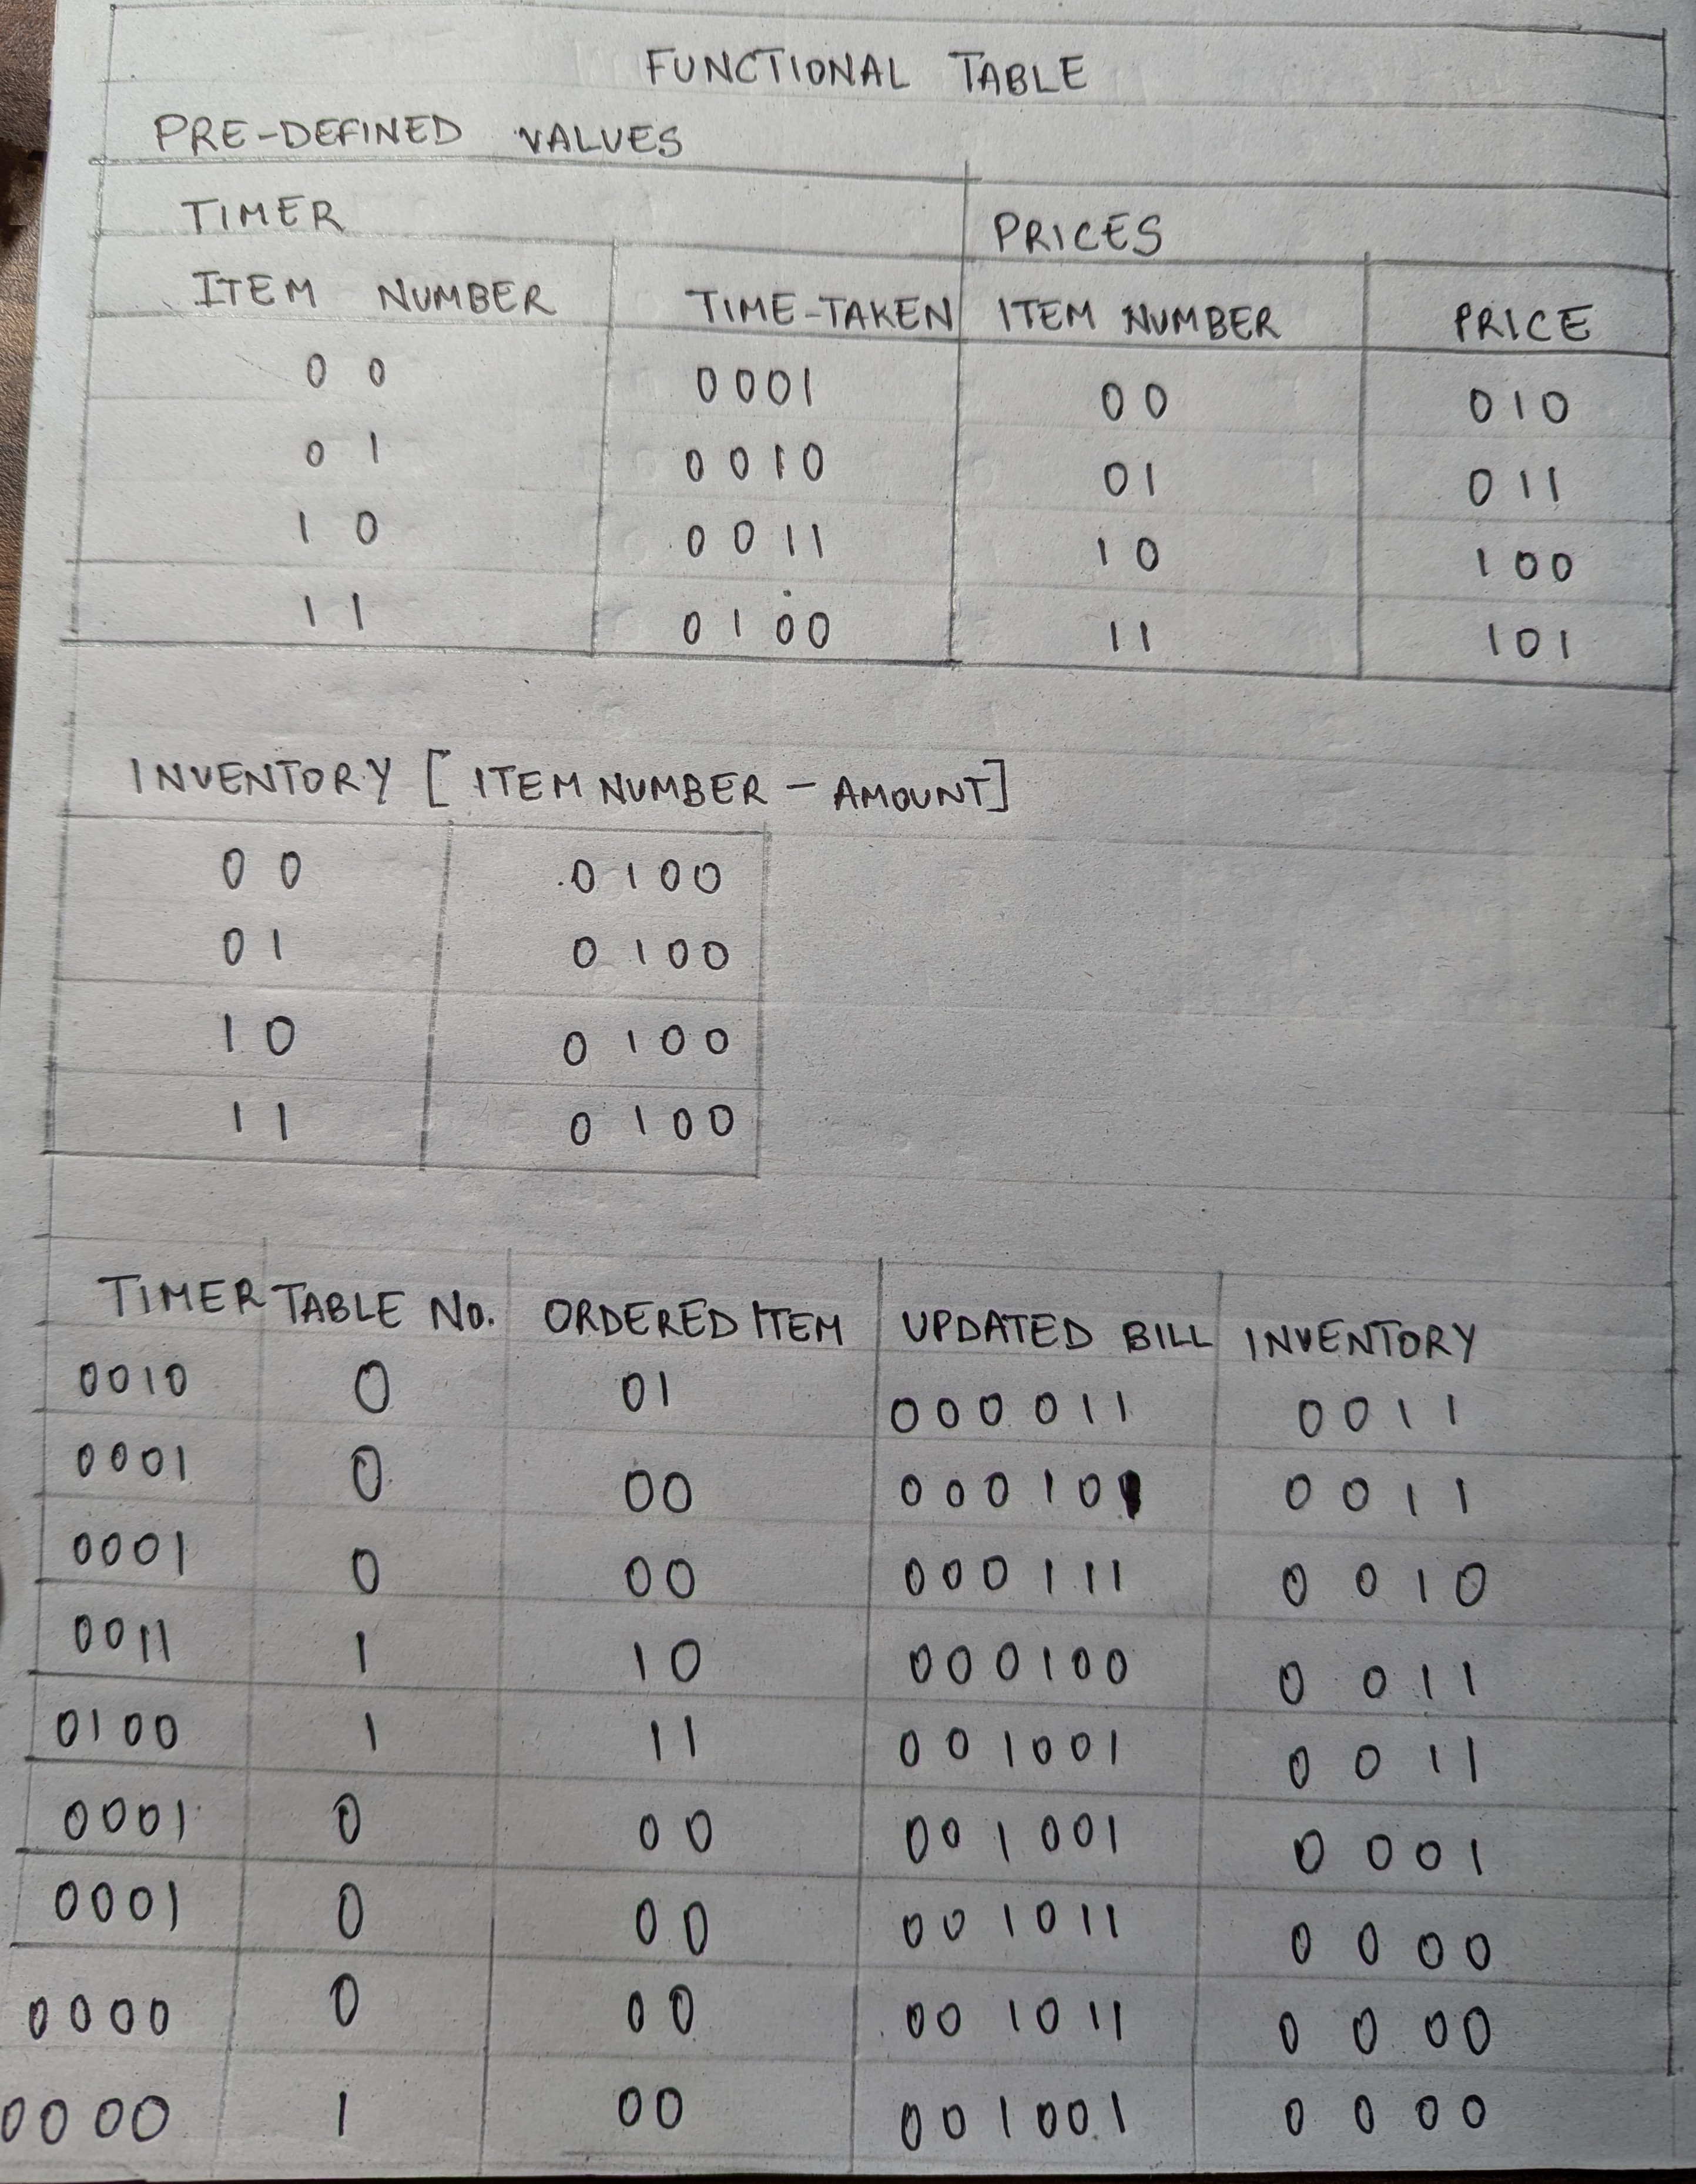 FUNCTIONAL TABLE
PRE-DEFINED VALUES
TIMER PRICES
ITEM NUMBER TIME-TAKEN ITEM NUMBER PRICE
0 0 0001 00 010
0 1 0010 01 011
1 0 0011 10 100
1 1 0100 11 101
INVENTORY [ITEM NUMBER - AMOUNT]
00 0100
01 0100
10 0100
11 0100
TIMER TABLE No. ORDERED ITEM UPDATED BILL INVENTORY
0010 0 01 000011 0011
0001 0 00 000101 0011
0001 0 00 000111 0010
0011 1 10 000100 0011
0100 1 11 001001 0011
0001 0 00 001001 0001
0001 0 00 001011 0000
0000 0 00 001011 0000
0000 1 00 001001 0000